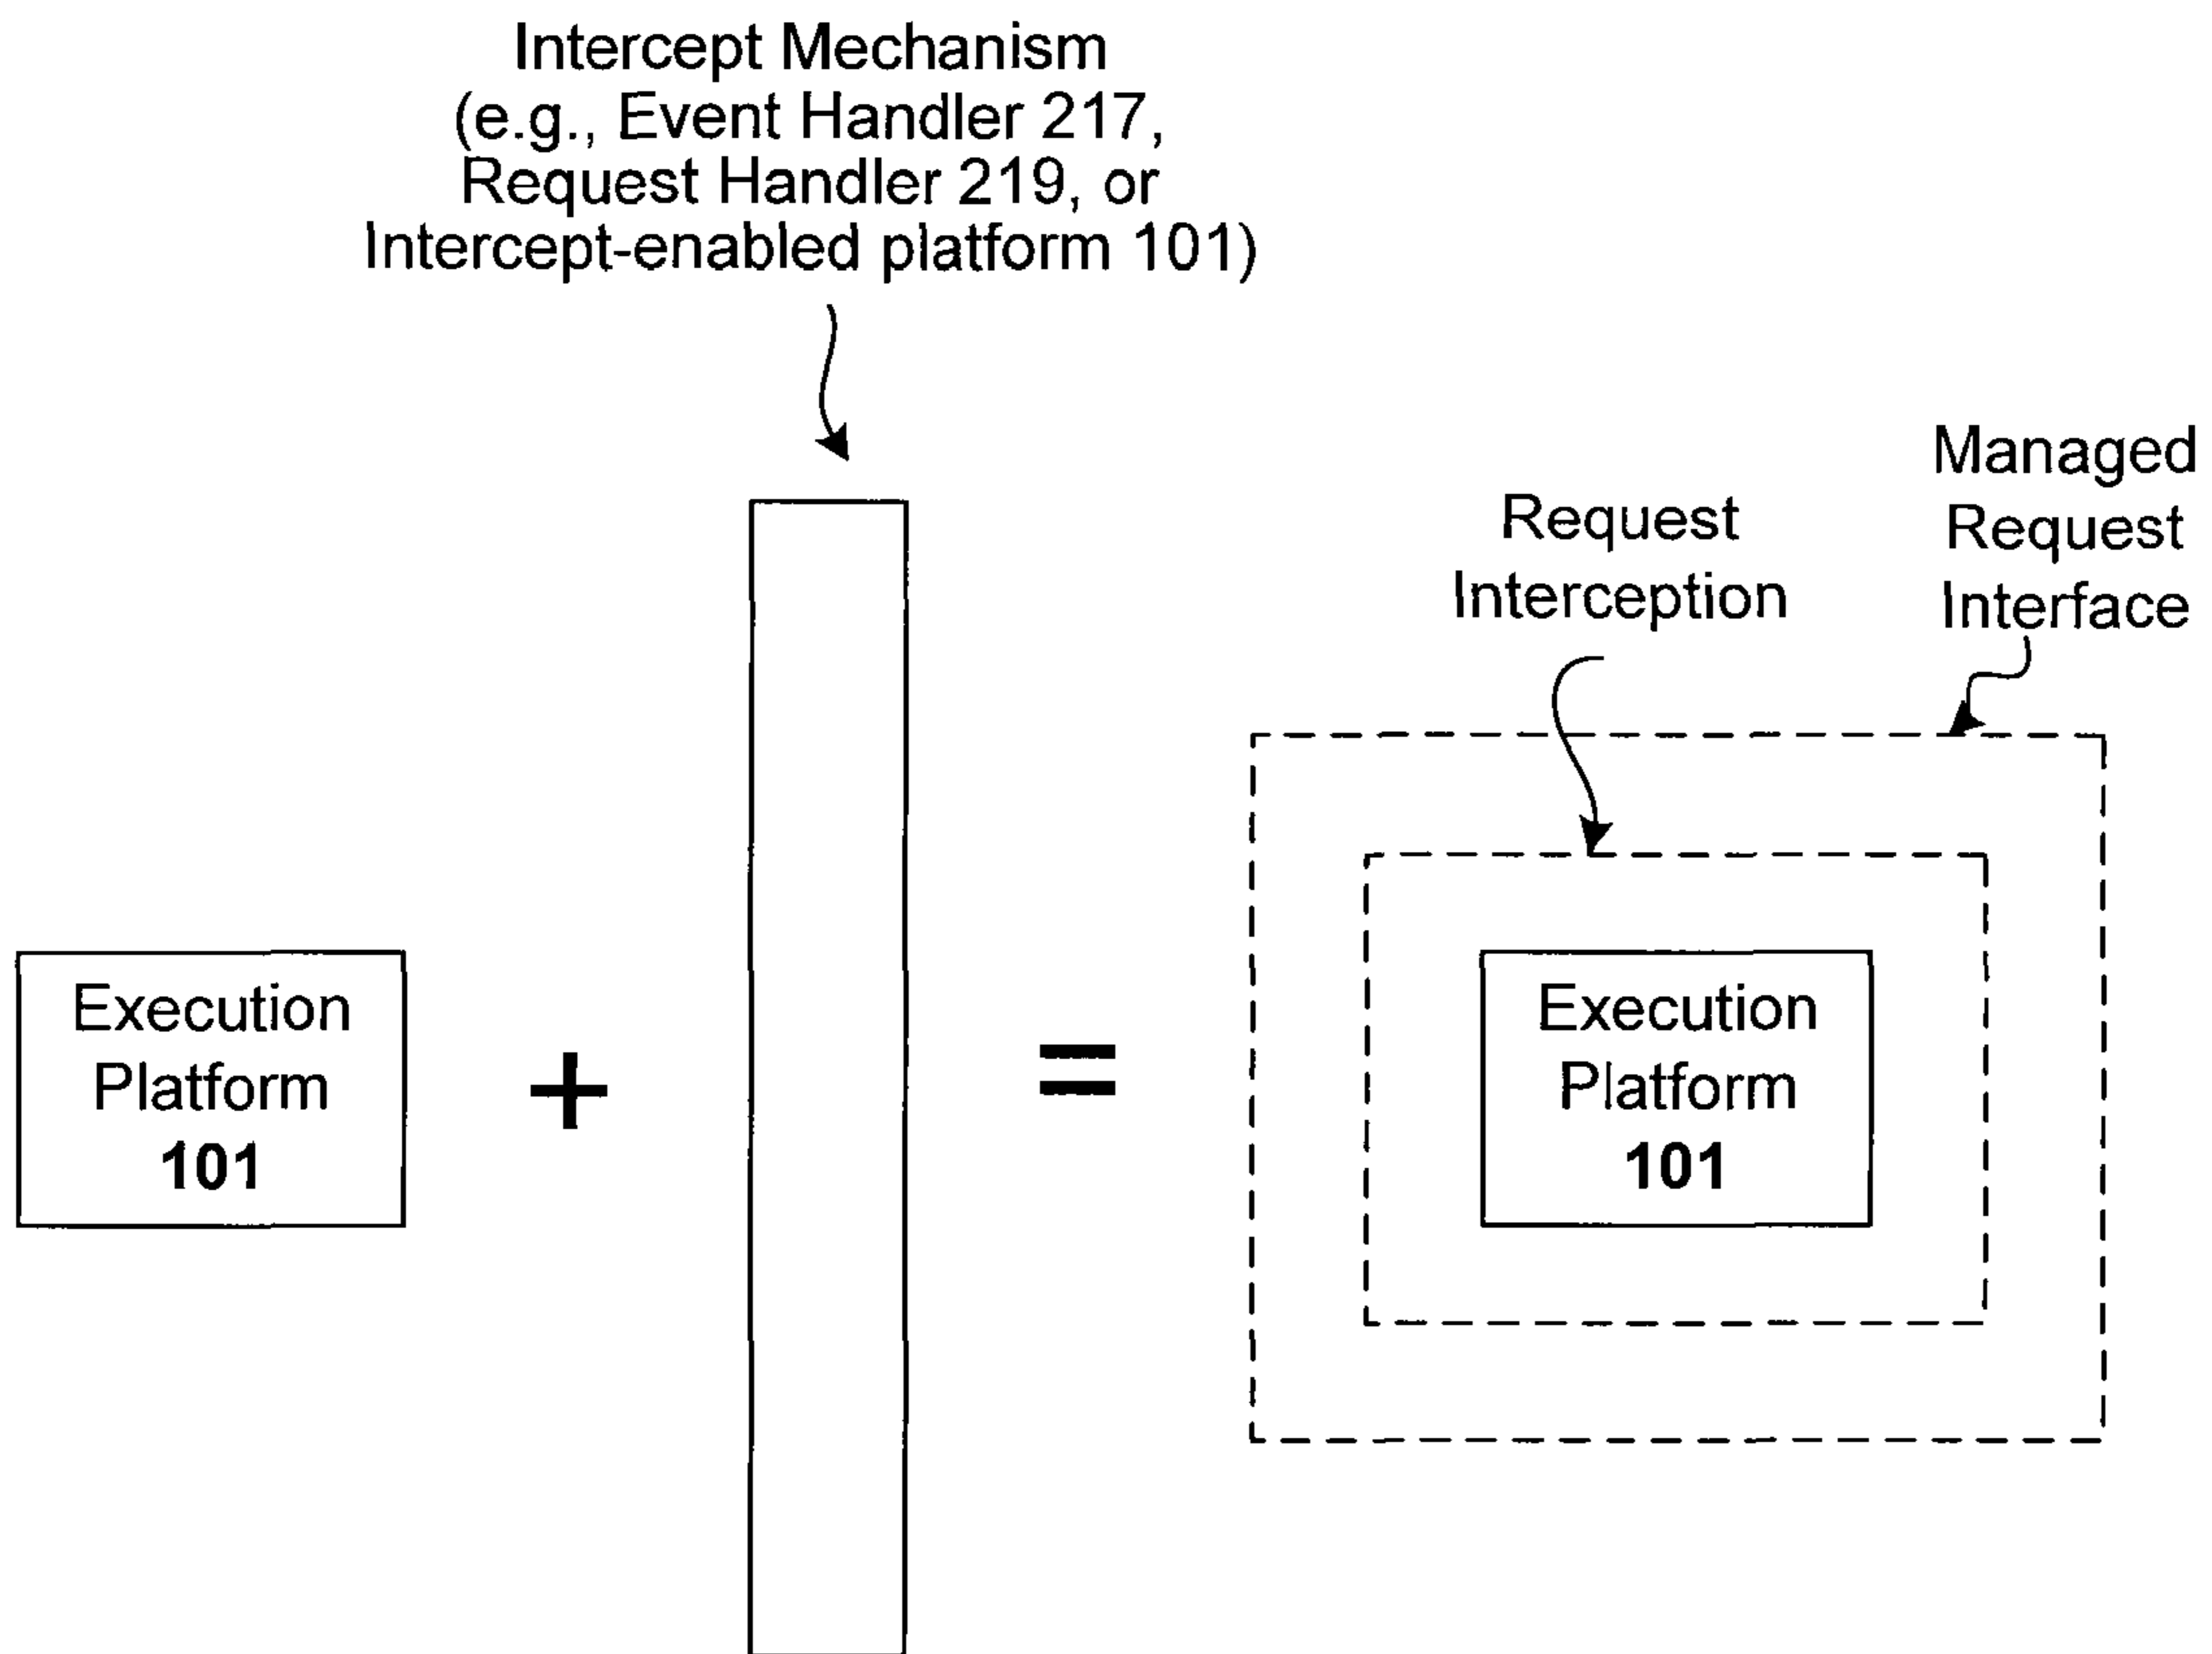 Intercept Mechanism
(e.g., Event Handler 217,
Request Handler 219, or
Intercept-enabled platform 101)
Managed
Request
Interface
Request
Interception
Execution
Platform
101
+
=
Execution
Platform
101